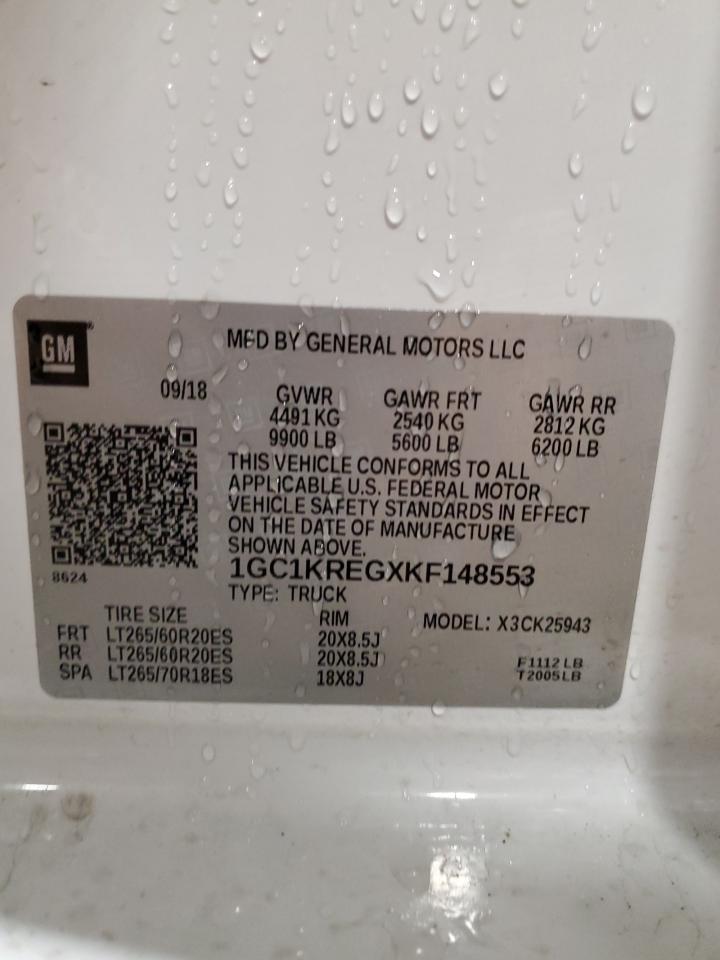 GM
MFD BY GENERAL MOTORS LLC
09/18
GVWR GAWR FRT GAWR RR
4491 KG 2540 KG 2812 KG
9900 LB 5600 LB 6200 LB
THIS VEHICLE CONFORMS TO ALL
APPLICABLE U.S. FEDERAL MOTOR
VEHICLE SAFETY STANDARDS IN EFFECT
ON THE DATE OF MANUFACTURE
SHOWN ABOVE.
8624
1GC1KREGXKF148553
TYPE: TRUCK
TIRE SIZE RIM MODEL: X3CK25943
FRT LT265/60R20ES 20X8.5J
RR LT265/60R20ES 20X8.5J
SPA LT265/70R18ES 18X8J
F1112 LB
T2005 LB